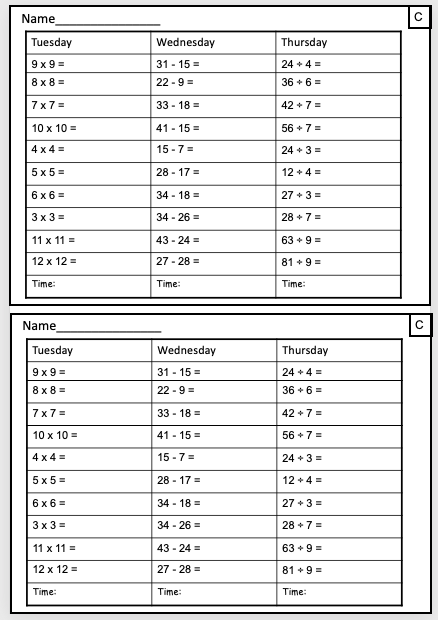 Name________________ C
Tuesday Wednesday Thursday
9 x 9 = 31 - 15 = 24 ÷ 4 =
8 x 8 = 22 - 9 = 36 ÷ 6 =
7 x 7 = 33 - 18 = 42 ÷ 7 =
10 x 10 = 41 - 15 = 56 ÷ 7 =
4 x 4 = 15 - 7 = 24 ÷ 3 =
5 x 5 = 28 - 17 = 12 ÷ 4 =
6 x 6 = 34 - 18 = 27 ÷ 3 =
3 x 3 = 34 - 26 = 28 ÷ 7 =
11 x 11 = 43 - 24 = 63 ÷ 9 =
12 x 12 = 27 - 28 = 81 ÷ 9 =
Time: Time: Time:
Name________________ C
Tuesday Wednesday Thursday
9 x 9 = 31 - 15 = 24 ÷ 4 =
8 x 8 = 22 - 9 = 36 ÷ 6 =
7 x 7 = 33 - 18 = 42 ÷ 7 =
10 x 10 = 41 - 15 = 56 ÷ 7 =
4 x 4 = 15 - 7 = 24 ÷ 3 =
5 x 5 = 28 - 17 = 12 ÷ 4 =
6 x 6 = 34 - 18 = 27 ÷ 3 =
3 x 3 = 34 - 26 = 28 ÷ 7 =
11 x 11 = 43 - 24 = 63 ÷ 9 =
12 x 12 = 27 - 28 = 81 ÷ 9 =
Time: Time: Time: